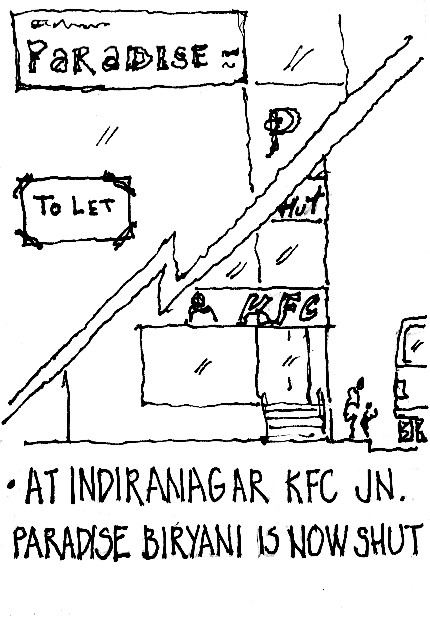 PARADISE
P
TO LET
HUT
KFC
• AT INDIRANAGAR KFC JN.
PARADISE BIRYANI IS NOW SHUT